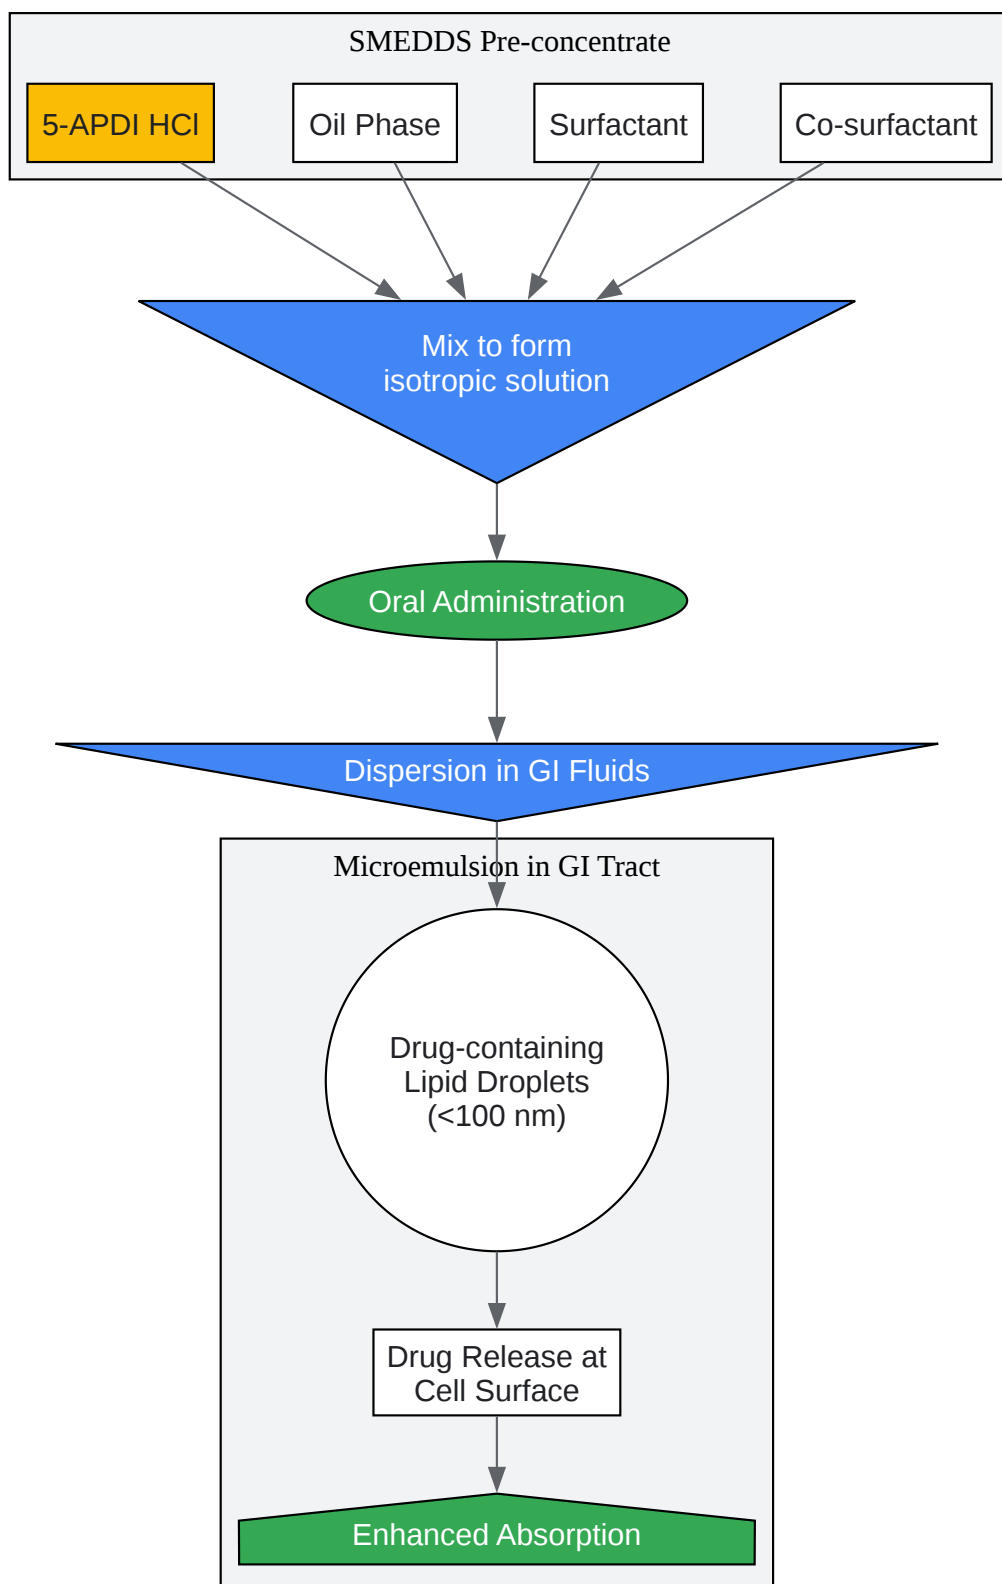 SMEDDS Pre-concentrate
5-APDI HCl
Oil Phase
Surfactant
Co-surfactant
Mix to form
isotropic solution
Oral Administration
Dispersion in GI Fluids
Microemulsion in GI Tract
Drug-containing
Lipid Droplets
(<100 nm)
Drug Release at
Cell Surface
Enhanced Absorption